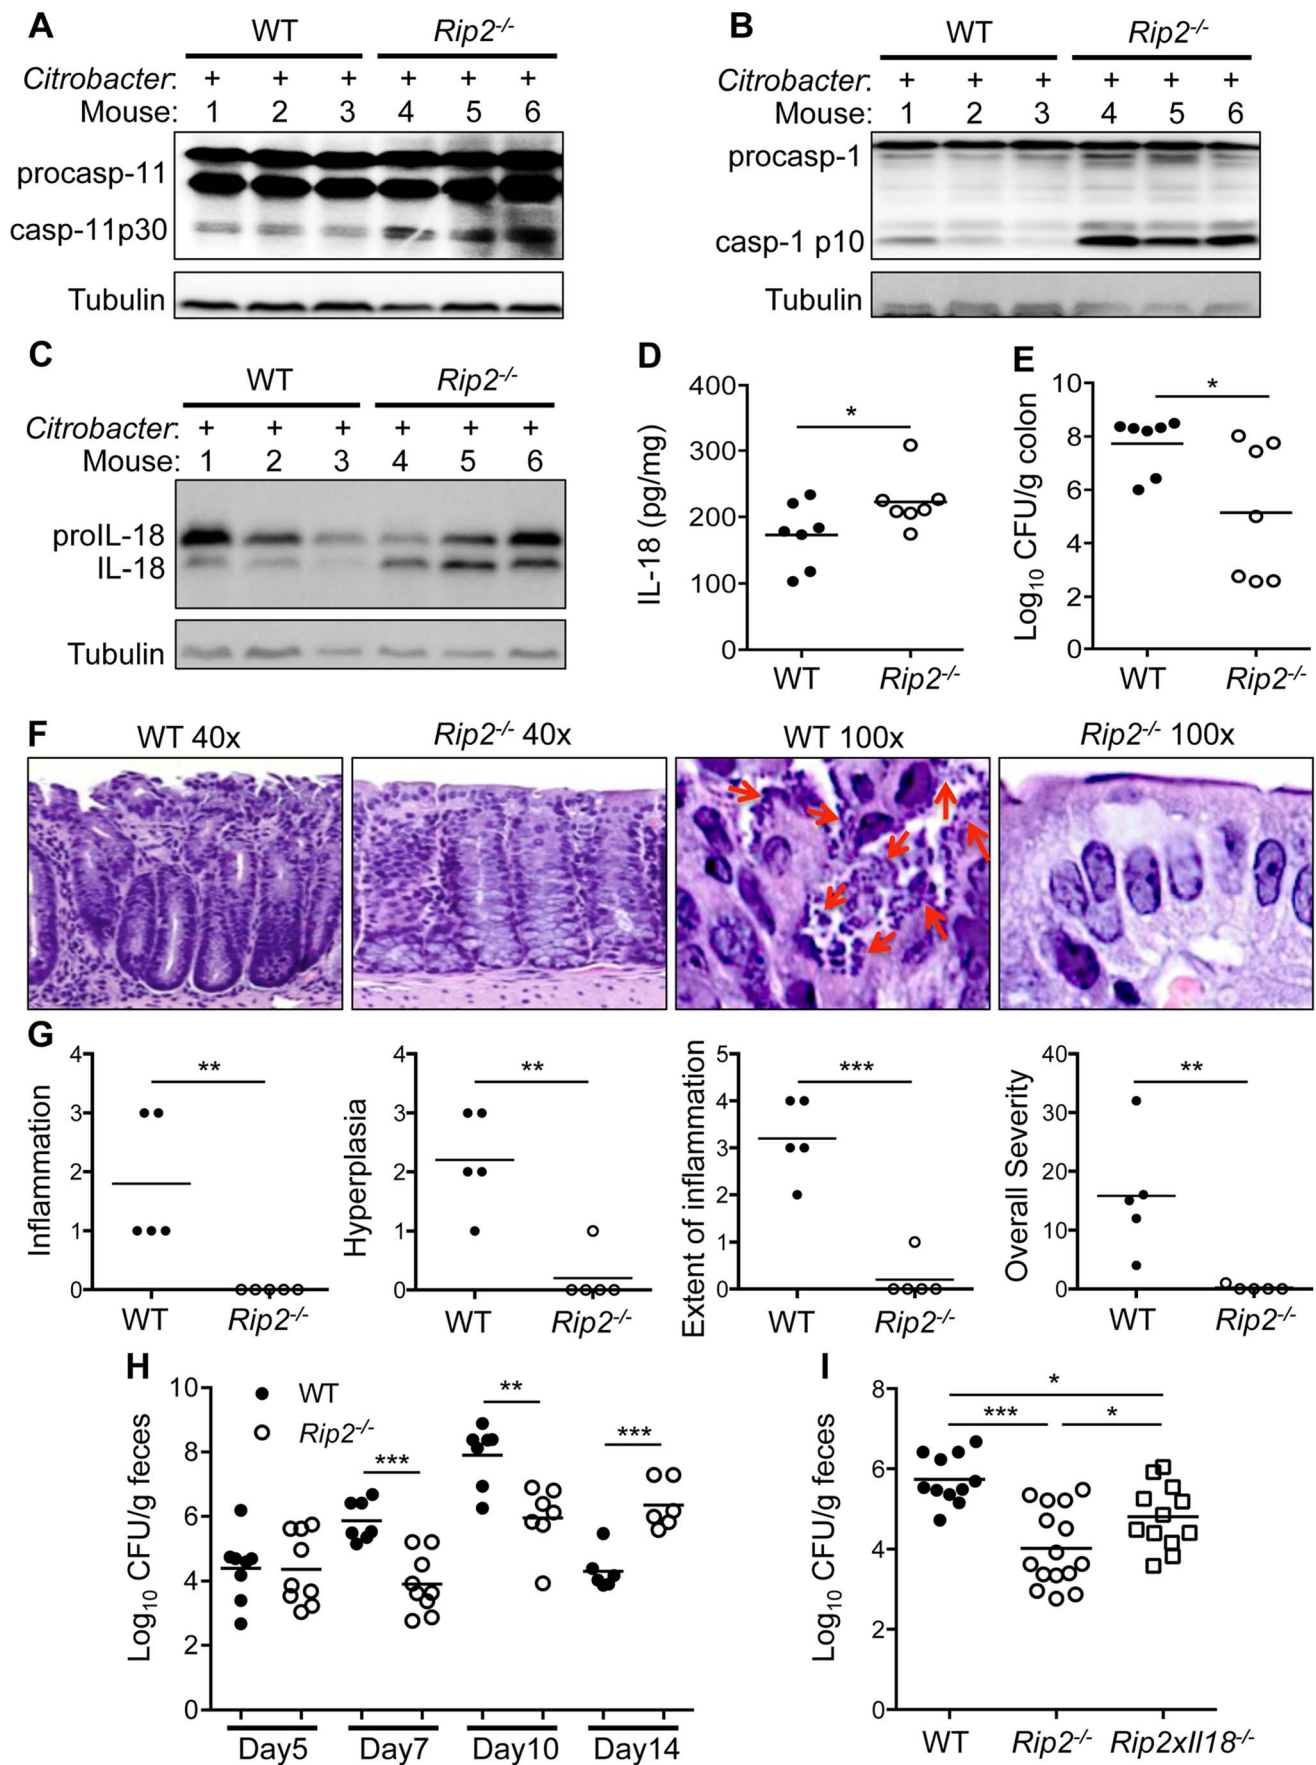 A
WT Rip2-/-
Citrobacter: + + + + + +
Mouse: 1 2 3 4 5 6
procasp-11
casp-11p30
Tubulin
B
WT Rip2-/-
Citrobacter: + + + + + +
Mouse: 1 2 3 4 5 6
procasp-1
casp-1 p10
Tubulin
C
WT Rip2-/-
Citrobacter: + + + + + +
Mouse: 1 2 3 4 5 6
proIL-18
IL-18
Tubulin
D
IL-18 (pg/mg)
400
300
200
100
0
*
WT Rip2-/-
E
Log10 CFU/g colon
10
8
6
4
2
0
*
WT Rip2-/-
F
WT 40x Rip2-/- 40x WT 100x Rip2-/- 100x
G
Inflammation
4
3
2
1
0
**
WT Rip2-/-
Hyperplasia
4
3
2
1
0
**
WT Rip2-/-
Extent of inflammation
5
4
3
2
1
0
***
WT Rip2-/-
Overall Severity
40
30
20
10
0
**
WT Rip2-/-
H
Log10 CFU/g feces
10
8
6
4
2
0
WT
Rip2-/-
***
**
***
Day5 Day7 Day10 Day14
I
Log10 CFU/g feces
8
6
4
2
0
*
*** *
WT Rip2-/- Rip2xIl18-/-